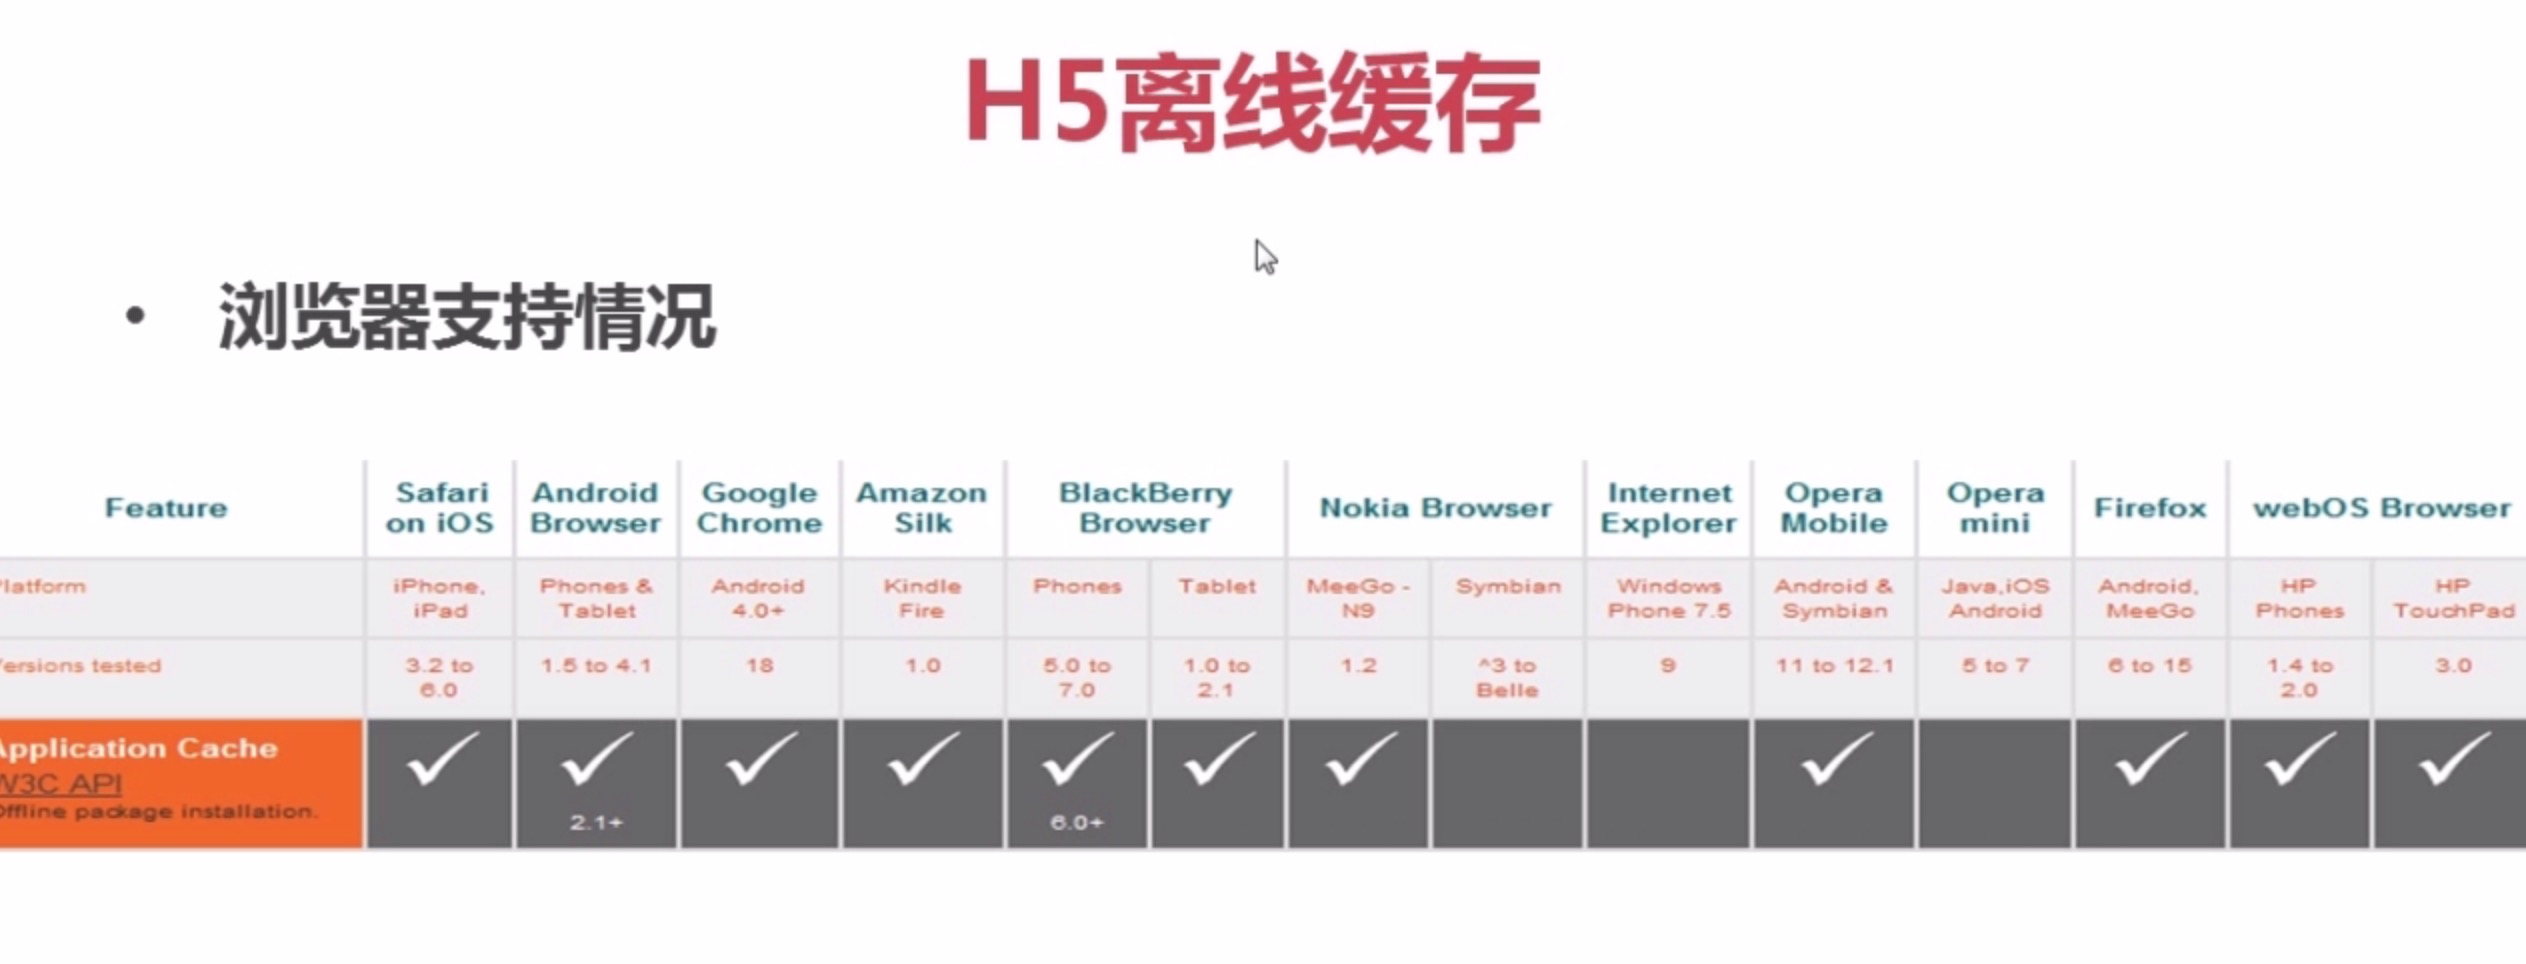 H5离线缓存
• 浏览器支持情况
Feature Safari on iOS Android Browser Google Chrome Amazon Silk BlackBerry Browser Nokia Browser Internet Explorer Opera Mobile Opera mini Firefox webOS Browser
latform iPhone, iPad Phones & Tablet Android 4.0+ Kindle Fire Phones Tablet MeeGo - N9 Symbian Windows Phone 7.5 Android & Symbian Java,iOS Android Android, MeeGo HP Phones HP TouchPad
ersions tested 3.2 to 6.0 1.5 to 4.1 18 1.0 5.0 to 7.0 1.0 to 2.1 1.2 ^3 to Belle 9 11 to 12.1 5 to 7 6 to 15 1.4 to 2.0 3.0
Application Cache ✓ ✓ ✓ ✓ ✓ ✓ ✓ ✓ ✓ ✓ ✓
W3C API
Offline package installation. 2.1+ 6.0+